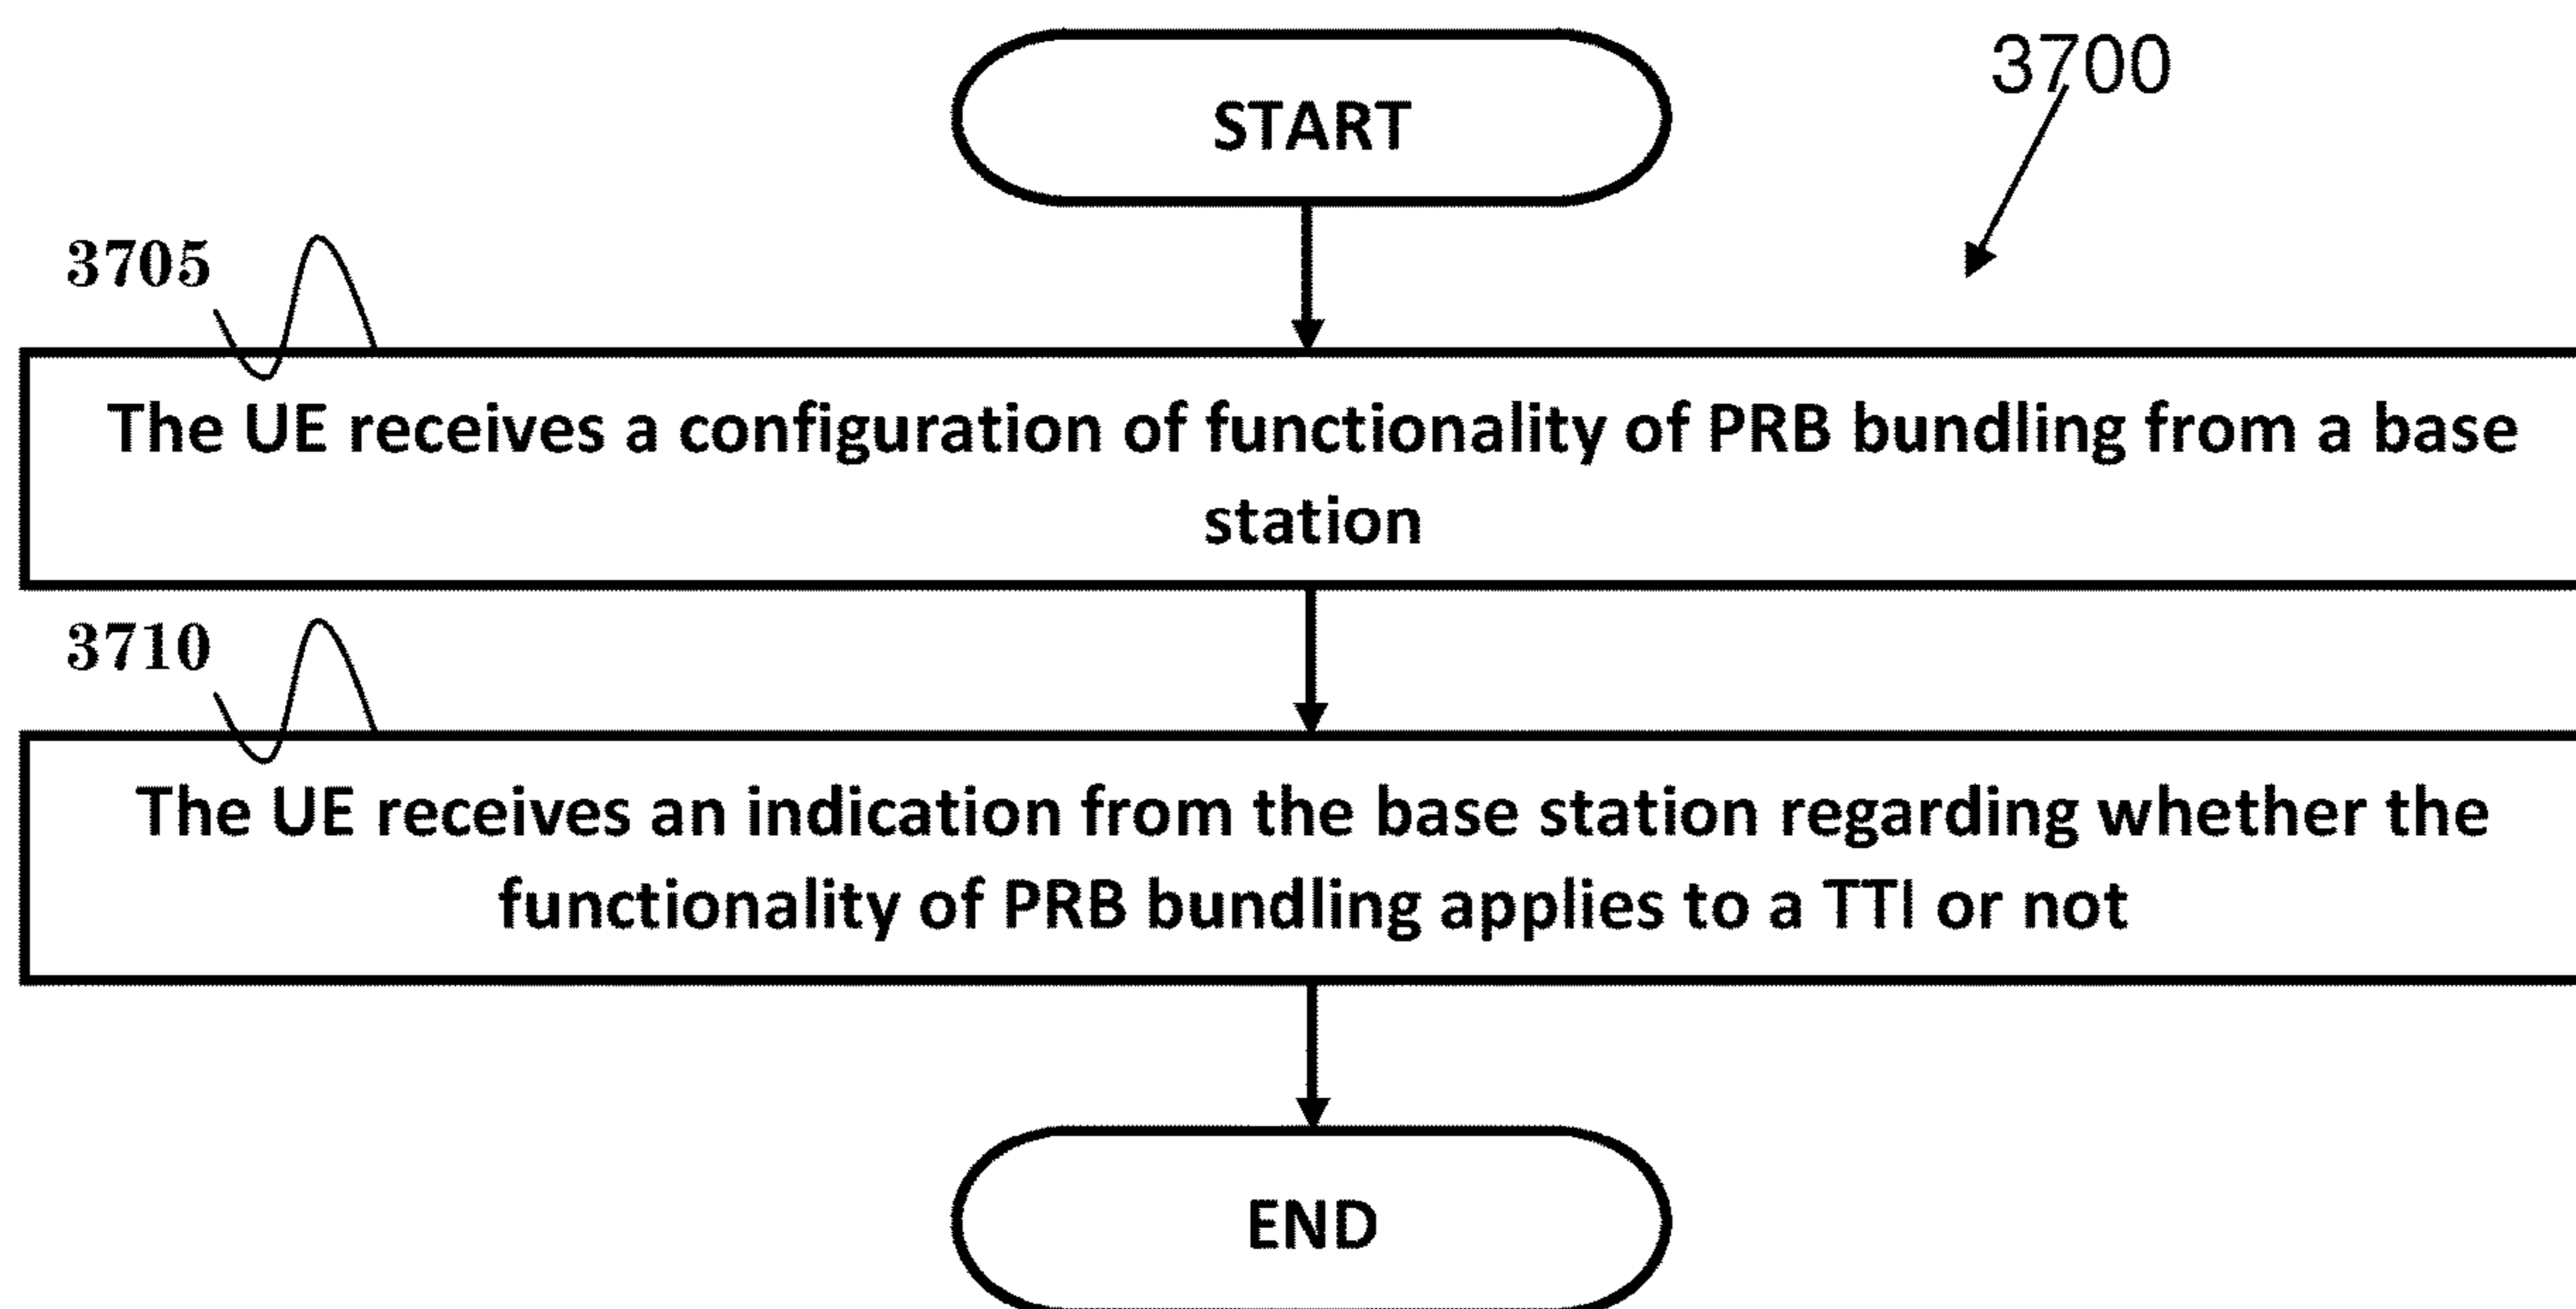 START
3700
3705
The UE receives a configuration of functionality of PRB bundling from a base
station
3710
The UE receives an indication from the base station regarding whether the
functionality of PRB bundling applies to a TTI or not
END